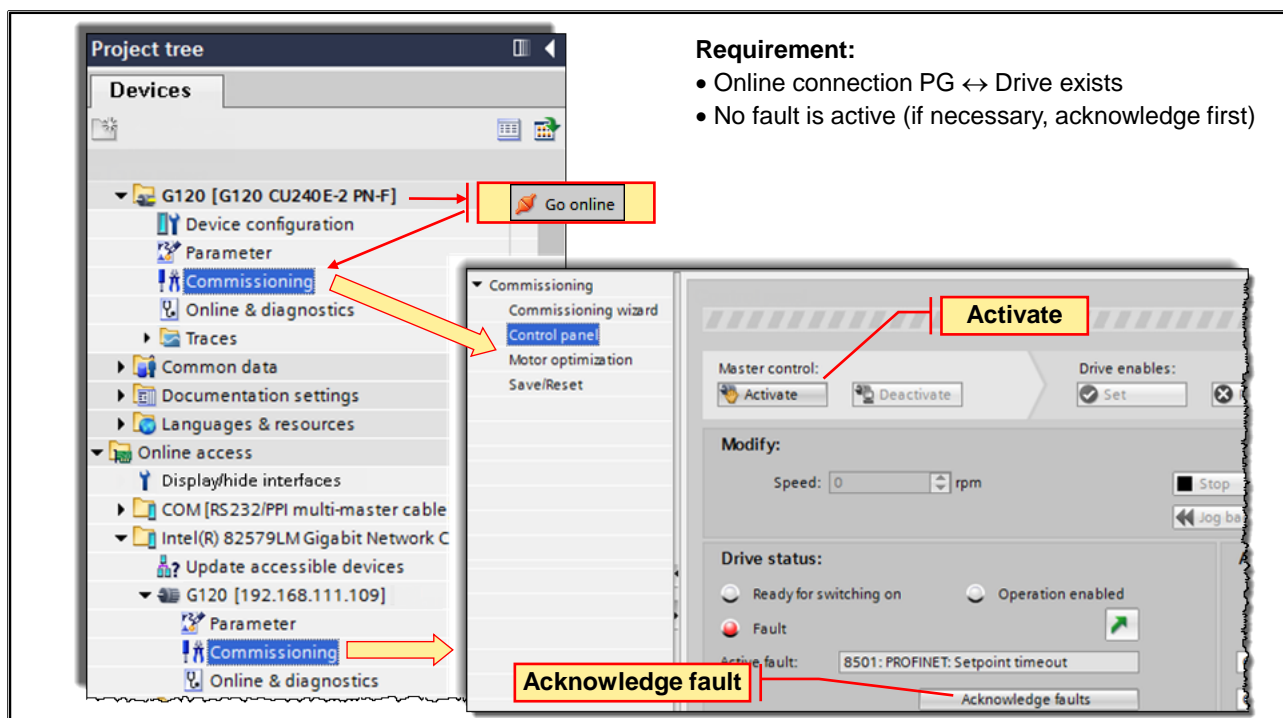 Project tree
Devices
G120 [G120 CU240E-2 PN-F]
Device configuration
Parameter
Commissioning
Online & diagnostics
Traces
Common data
Documentation settings
Languages & resources
Online access
Display/hide interfaces
COM [RS232/PPI multi-master cable
Intel(R) 82579LM Gigabit Network C
Update accessible devices
G120 [192.168.111.109]
Parameter
Commissioning
Online & diagnostics
Go online
Requirement:
• Online connection PG ↔ Drive exists
• No fault is active (if necessary, acknowledge first)
Commissioning
Commissioning wizard
Control panel
Motor optimization
Save/Reset
Activate
Master control:
Activate
Deactivate
Drive enables:
Set
Modify:
Speed: 0 rpm
Stop
Jog ba
Drive status:
Ready for switching on
Operation enabled
Fault
Active fault: 8501: PROFINET: Setpoint timeout
Acknowledge fault
Acknowledge faults